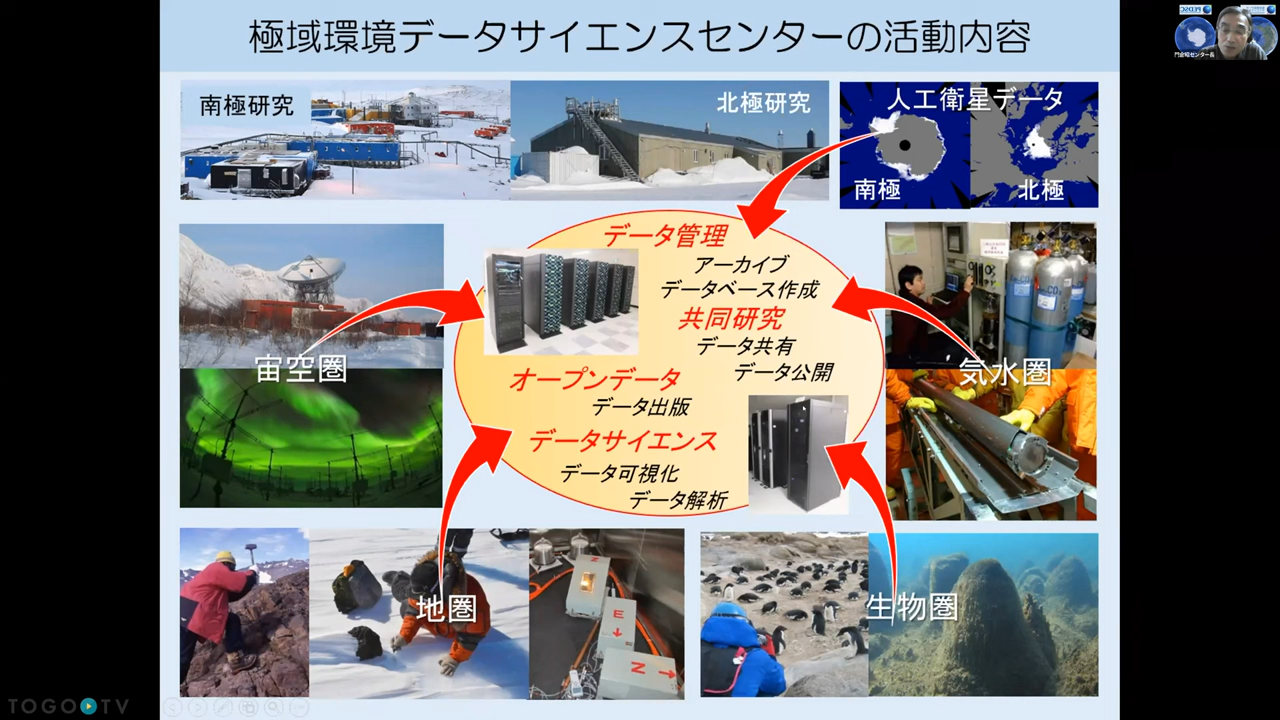 極域環境データサイエンスセンターの活動内容
南極研究
北極研究
人工衛星データ
南極
北極
データ管理
アーカイブ
データベース作成
共同研究
データ共有
データ公開
オープンデータ
データ出版
データサイエンス
データ可視化
データ解析
宙空圏
気水圏
CO₂
地圏
生物圏
N
E
Z
TOGO TV